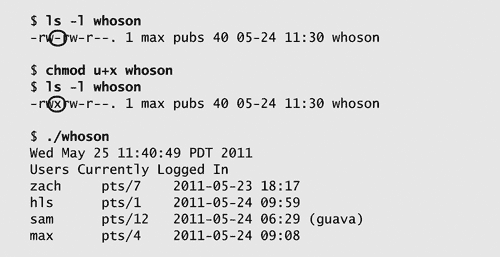 $ ls -l whoson
-rw-rw-r--. 1 max pubs 40 05-24 11:30 whoson
$ chmod u+x whoson
$ ls -l whoson
-rwxrw-r--. 1 max pubs 40 05-24 11:30 whoson
$ ./whoson
Wed May 25 11:40:49 PDT 2011
Users Currently Logged In
zach     pts/7    2011-05-23 18:17
hls      pts/1    2011-05-24 09:59
sam      pts/12   2011-05-24 06:29 (guava)
max      pts/4    2011-05-24 09:08